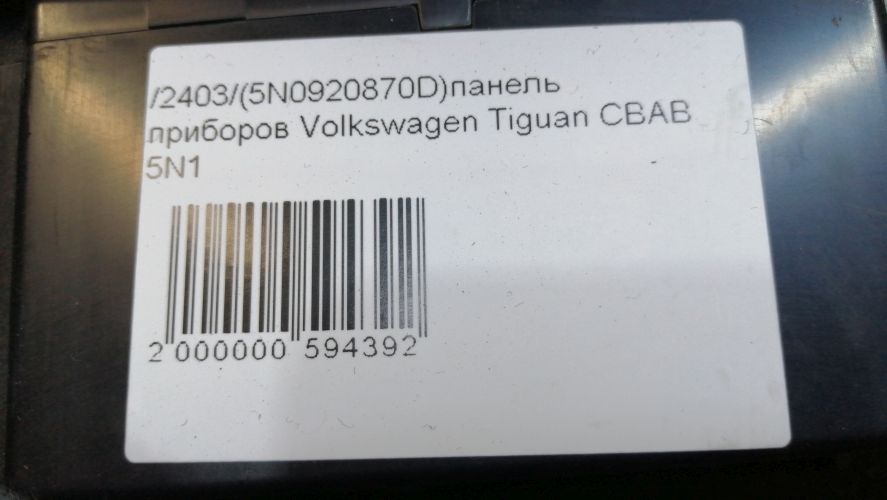 /2403/(5N0920870D)панель
приборов Volkswagen Tiguan CBAB
5N1
2 000000 594392